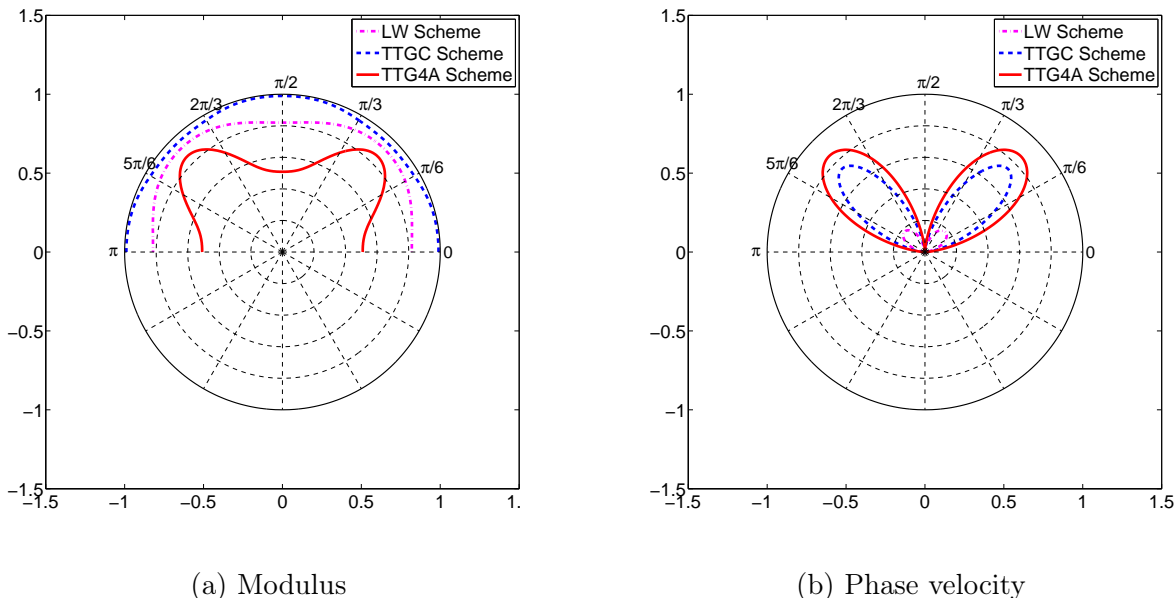 1.5
LW Scheme
TTGC Scheme
TTG4A Scheme
π/2
1
2π/3
π/3
5π/6
π/6
0.5
π
0
0
−0.5
−1
−1.5
−1.5
−1
−0.5
0
0.5
1
1.
(a) Modulus
1.5
LW Scheme
TTGC Scheme
TTG4A Scheme
π/2
1
2π/3
π/3
5π/6
π/6
0.5
π
0
0
−0.5
−1
−1.5
−1.5
−1
−0.5
0
0.5
1
1.5
(b) Phase velocity